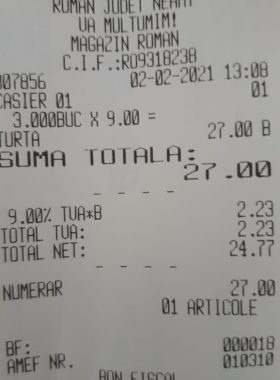 ROMAN JUDET NEAMT
VA MULTUMIM!
MAGAZIN ROMAN
C.I.F.:RO9318238
007856 02-02-2021 13:08
CASIER 01 01
3.000BUC X 9.00 =
TURTA 27.00 B
SUMA TOTALA:
27.00
- - - -
9.00% TVA*B 2.23
TOTAL TVA: 2.23
TOTAL NET: 24.77
- - - -
NUMERAR 27.00
01 ARTICOLE
BF: 000018
AMEF NR. 010310
BON FISCAL